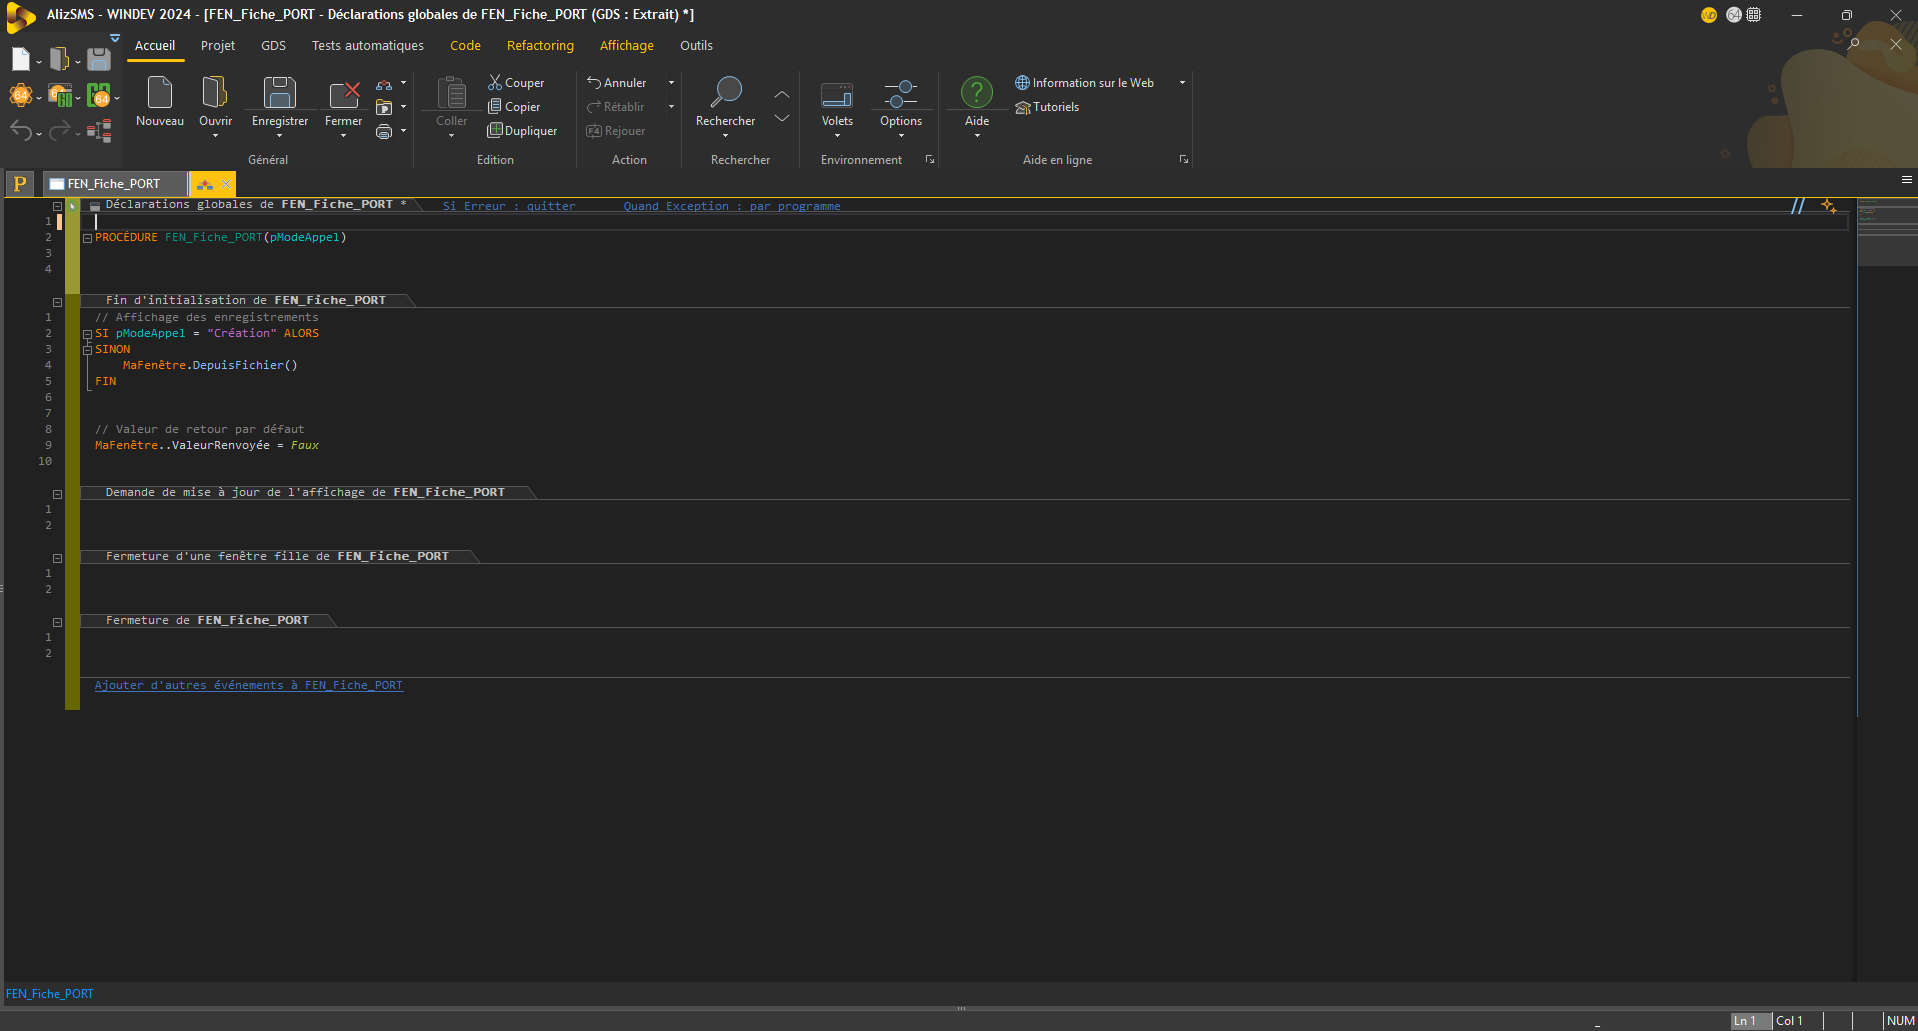 AlizSMS - WINDEV 2024 - [FEN_Fiche_PORT - Déclarations globales de FEN_Fiche_PORT (GDS : Extrait) *]
WD 64
Accueil Projet GDS Tests automatiques Code Refactoring Affichage Outils
Nouveau Ouvrir Enregistrer Fermer
Général
Coller
Couper
Copier
Dupliquer
Edition
Annuler
Rétablir
F4 Rejouer
Action
Rechercher
Rechercher
Volets Options
Environnement
Aide
Information sur le Web
Tutoriels
Aide en ligne
P FEN_Fiche_PORT
Déclarations globales de FEN_Fiche_PORT * Si Erreur : quitter Quand Exception : par programme
1
2 PROCÉDURE FEN_Fiche_PORT(pModeAppel)
3
4
Fin d'initialisation de FEN_Fiche_PORT
1 // Affichage des enregistrements
2 SI pModeAppel = "Création" ALORS
3 SINON
4 MaFenêtre.DepuisFichier()
5 FIN
6
7
8 // Valeur de retour par défaut
9 MaFenêtre..ValeurRenvoyée = Faux
10
Demande de mise à jour de l'affichage de FEN_Fiche_PORT
1
2
Fermeture d'une fenêtre fille de FEN_Fiche_PORT
1
2
Fermeture de FEN_Fiche_PORT
1
2
Ajouter d'autres événements à FEN_Fiche_PORT
FEN_Fiche_PORT
Ln 1 Col 1 NUM